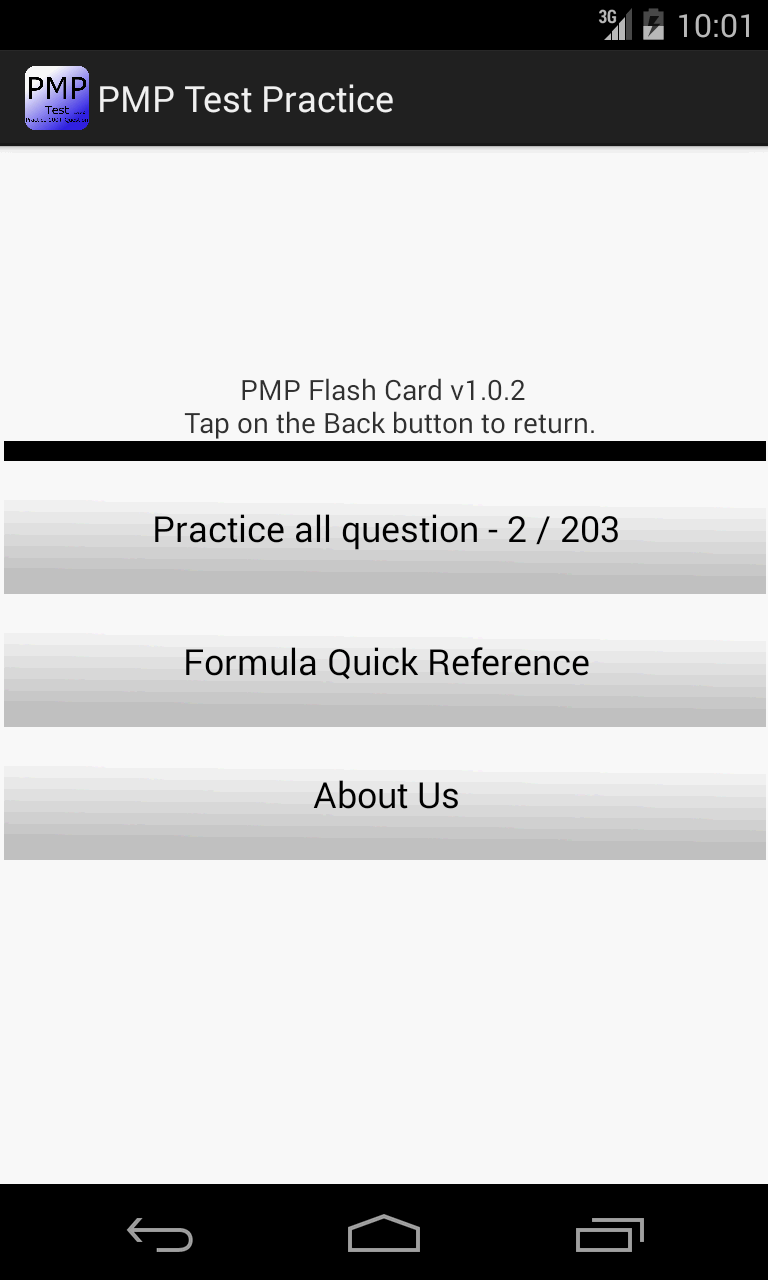 3G
10:01
PMP
Test
PMP Test Practice
PMP Flash Card v1.0.2
Tap on the Back button to return.
Practice all question - 2 / 203
Formula Quick Reference
About Us